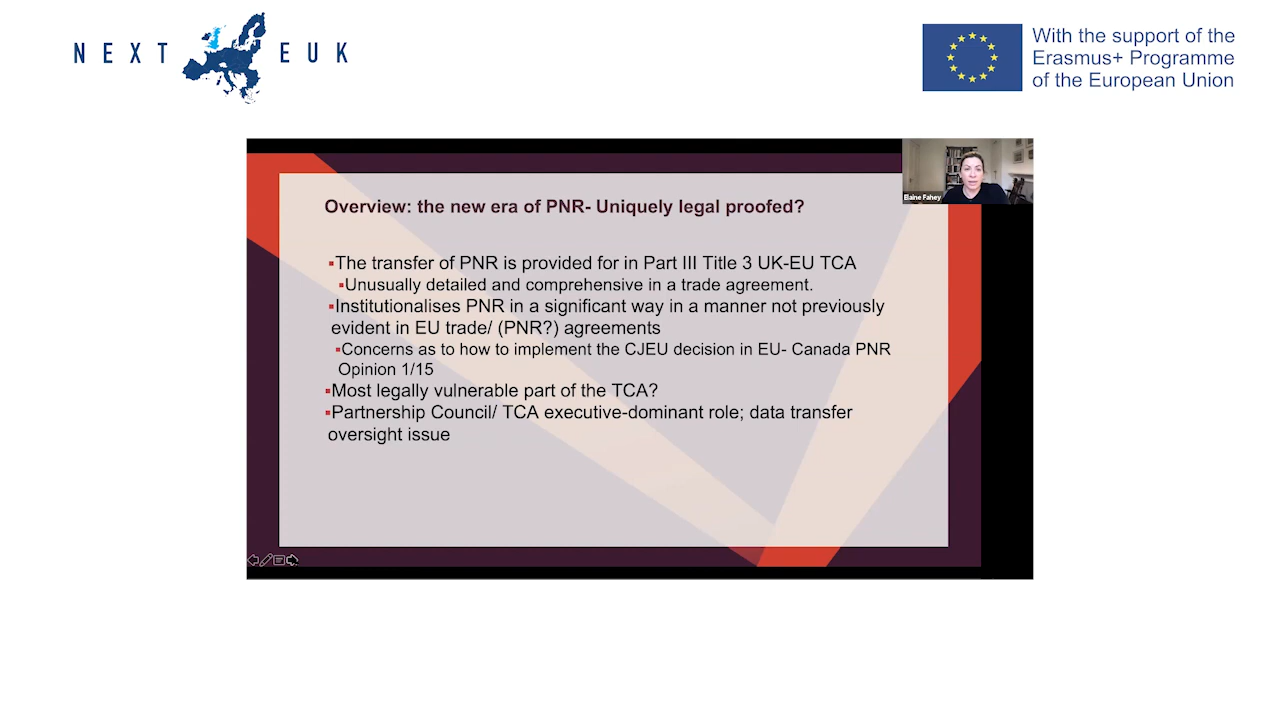 NEXT EUK
With the support of the
Erasmus+ Programme
of the European Union
Elaine Fahey
Overview: the new era of PNR- Uniquely legal proofed?
▪The transfer of PNR is provided for in Part III Title 3 UK-EU TCA
▪Unusually detailed and comprehensive in a trade agreement.
▪Institutionalises PNR in a significant way in a manner not previously
evident in EU trade/ (PNR?) agreements
▪Concerns as to how to implement the CJEU decision in EU- Canada PNR
Opinion 1/15
▪Most legally vulnerable part of the TCA?
▪Partnership Council/ TCA executive-dominant role; data transfer
oversight issue